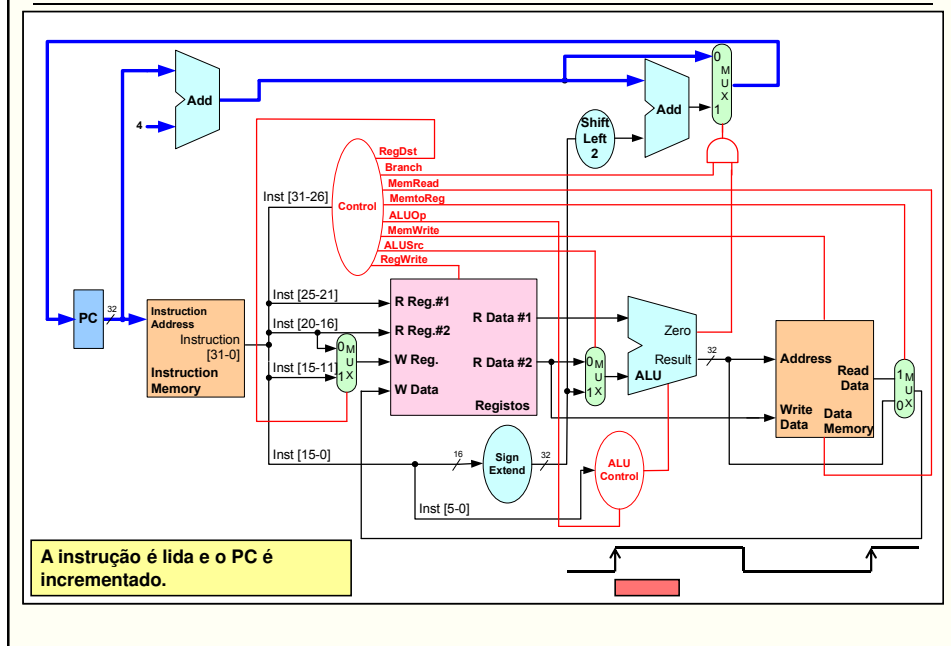 0
M
U
X
1
Add
Add
4
Shift
Left
2
RegDst
Branch
MemRead
MemtoReg
ALUOp
MemWrite
ALUSrc
RegWrite
Control
Inst [31-26]
Inst [25-21]
Inst [20-16]
Inst [15-11]
Inst [15-0]
Inst [5-0]
PC
32
Instruction
Address
Instruction
[31-0]
Instruction
Memory
0 M
U
1 X
R Reg.#1
R Reg.#2
W Reg.
W Data
R Data #1
R Data #2
Registos
0 M
U
1 X
Zero
Result
ALU
32
Address
Read
Data
Write
Data
Data
Memory
1 M
U
0 X
16
Sign
Extend
32
ALU
Control
A instrução é lida e o PC é
incrementado.